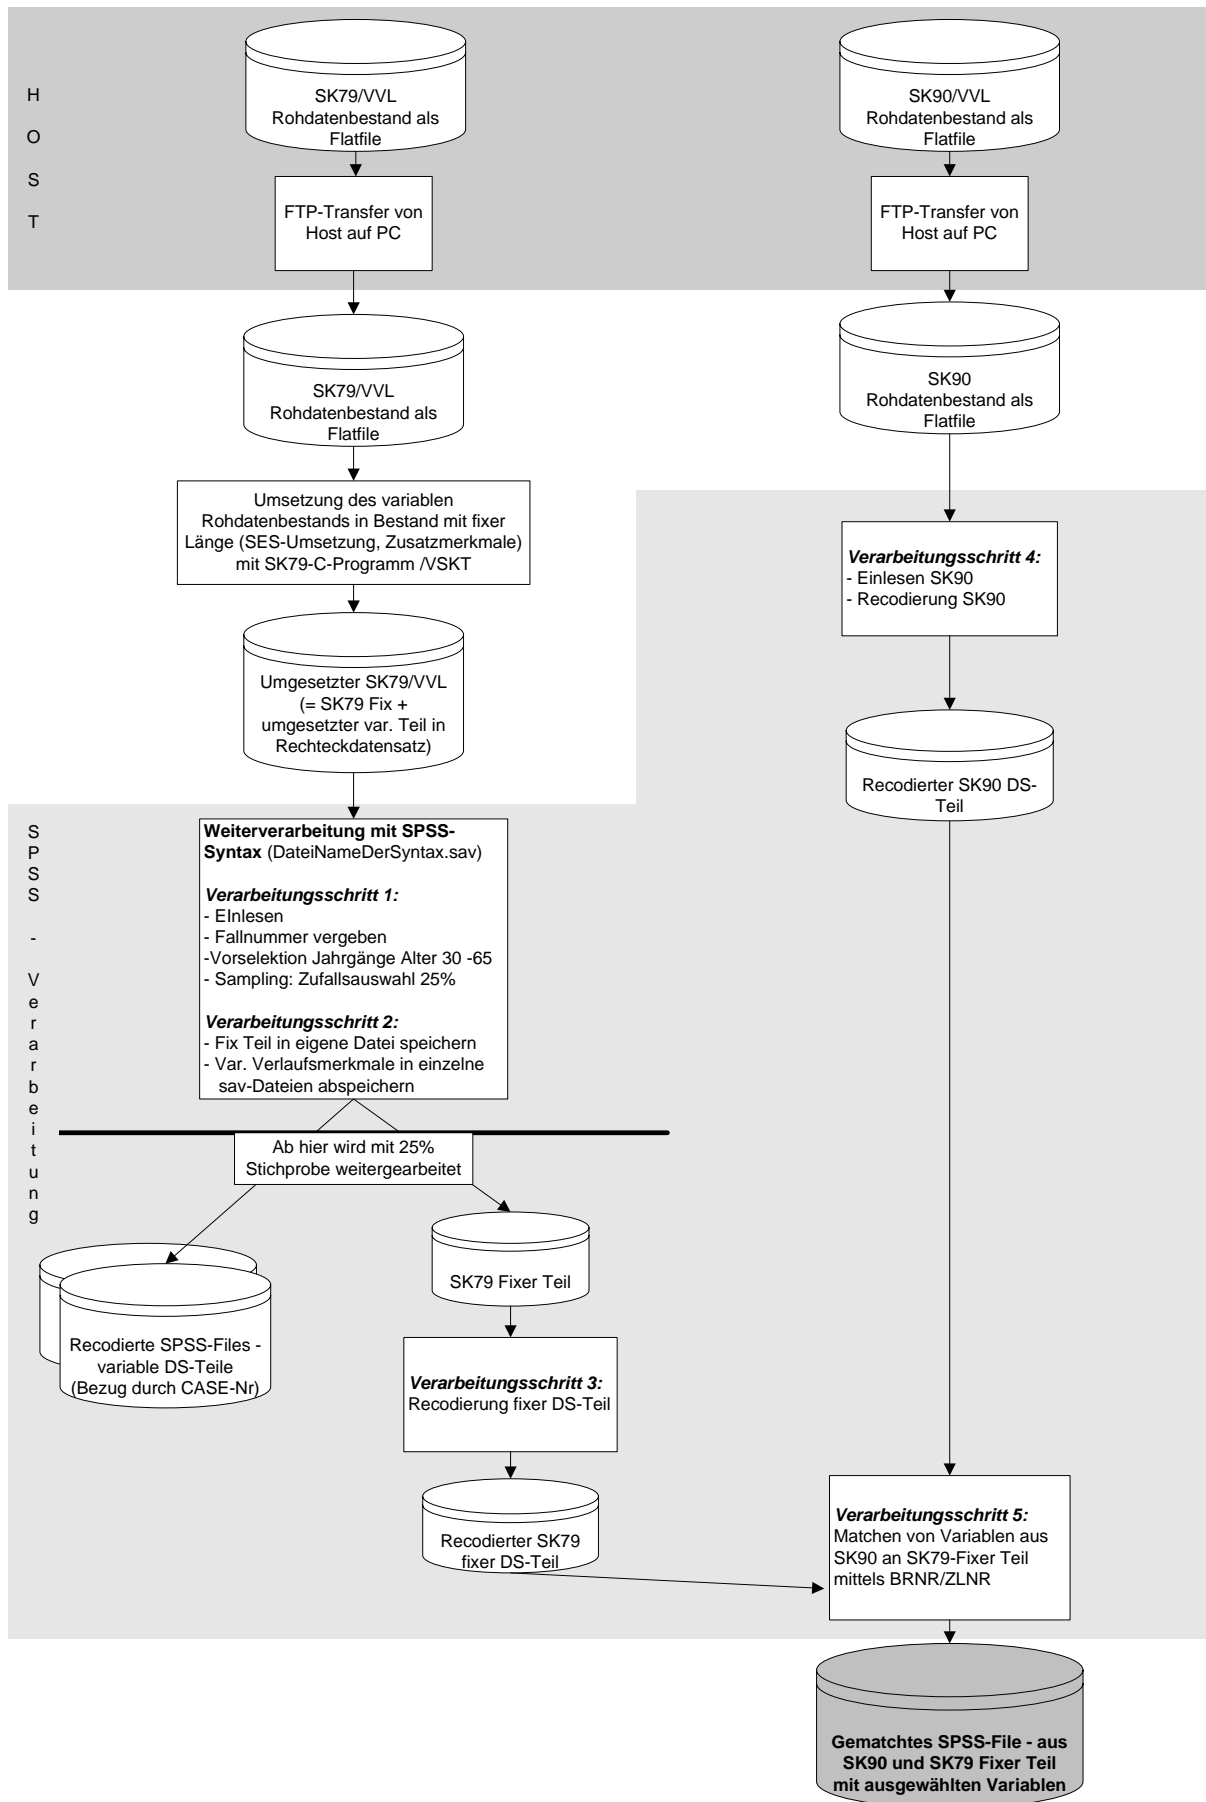 H
O
S
T
SK79/VVL
Rohdatenbestand als
Flatfile
FTP-Transfer von
Host auf PC
SK90/VVL
Rohdatenbestand als
Flatfile
FTP-Transfer von
Host auf PC
SK79/VVL
Rohdatenbestand als
Flatfile
SK90
Rohdatenbestand als
Flatfile
Umsetzung des variablen
Rohdatenbestands in Bestand mit fixer
Länge (SES-Umsetzung, Zusatzmerkmale)
mit SK79-C-Programm /VSKT
Verarbeitungsschritt 4:
- Einlesen SK90
- Recodierung SK90
Umgesetzter SK79/VVL
(= SK79 Fix +
umgesetzter var. Teil in
Rechteckdatensatz)
Recodierter SK90 DS-
Teil
S
P
S
S
-
V
e
r
a
r
b
e
i
t
u
n
g
Weiterverarbeitung mit SPSS-
Syntax (DateiNameDerSyntax.sav)
Verarbeitungsschritt 1:
- EInlesen
- Fallnummer vergeben
-Vorselektion Jahrgänge Alter 30 -65
- Sampling: Zufallsauswahl 25%
Verarbeitungsschritt 2:
- Fix Teil in eigene Datei speichern
- Var. Verlaufsmerkmale in einzelne
sav-Dateien abspeichern
Ab hier wird mit 25%
Stichprobe weitergearbeitet
SK79 Fixer Teil
Recodierte SPSS-Files -
variable DS-Teile
(Bezug durch CASE-Nr)
Verarbeitungsschritt 3:
Recodierung fixer DS-Teil
Recodierter SK79
fixer DS-Teil
Verarbeitungsschritt 5:
Matchen von Variablen aus
SK90 an SK79-Fixer Teil
mittels BRNR/ZLNR
Gematchtes SPSS-File - aus
SK90 und SK79 Fixer Teil
mit ausgewählten Variablen